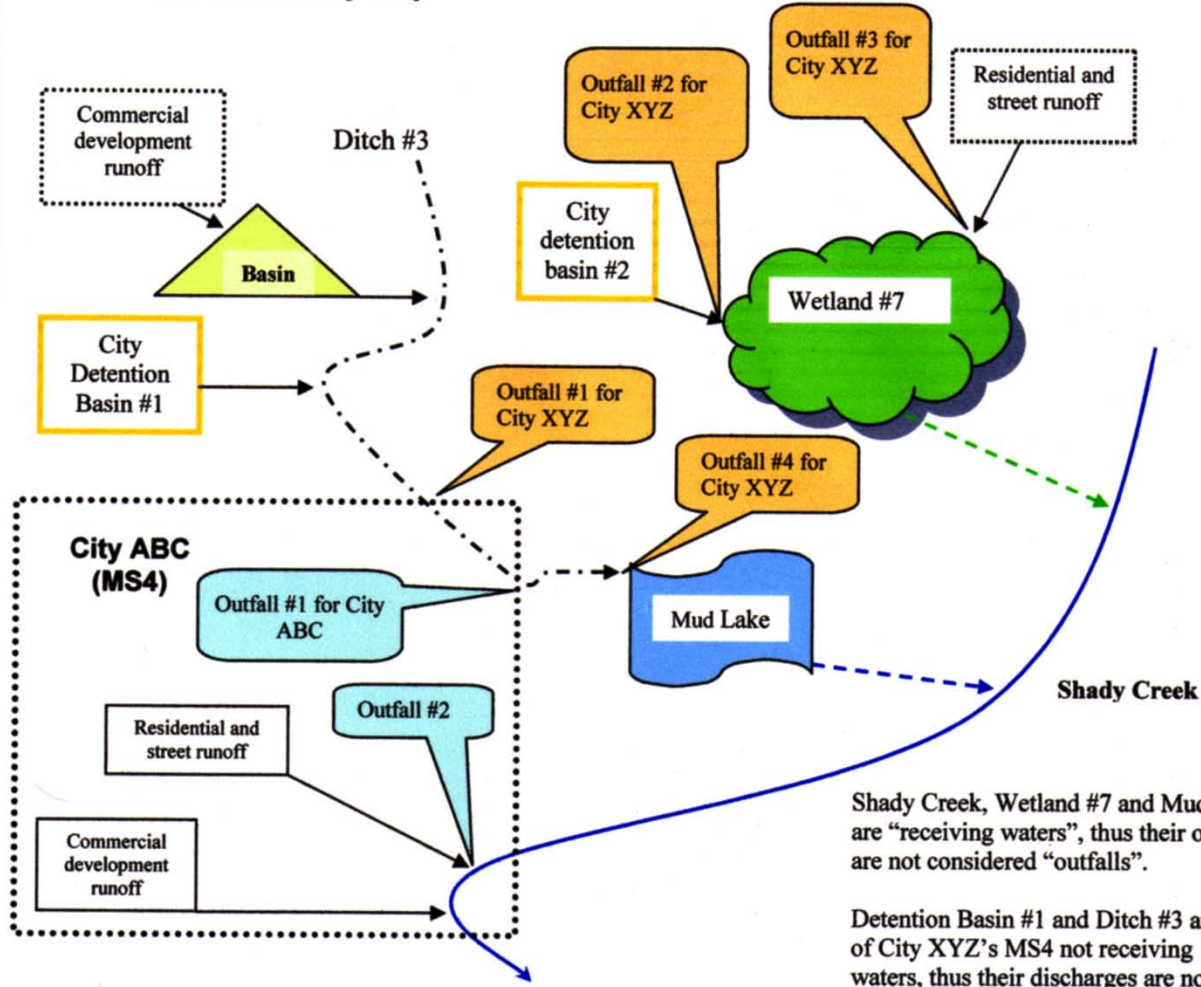 Outfall #3 for
City XYZ
Outfall #2 for
City XYZ
Residential and
street runoff
Commercial
development
runoff
Ditch #3
City
detention
basin #2
Basin
Wetland #7
City
Detention
Basin #1
Outfall #1 for
City XYZ
Outfall #4 for
City XYZ
City ABC
(MS4)
Outfall #1 for City
ABC
Mud Lake
Outfall #2
Shady Creek
Residential and
street runoff
Commercial
development
runoff
Shady Creek, Wetland #7 and Mud
are “receiving waters”, thus their
are not considered “outfalls”.
Detention Basin #1 and Ditch #3
of City XYZ’s MS4 not receiving
waters, thus their discharges are